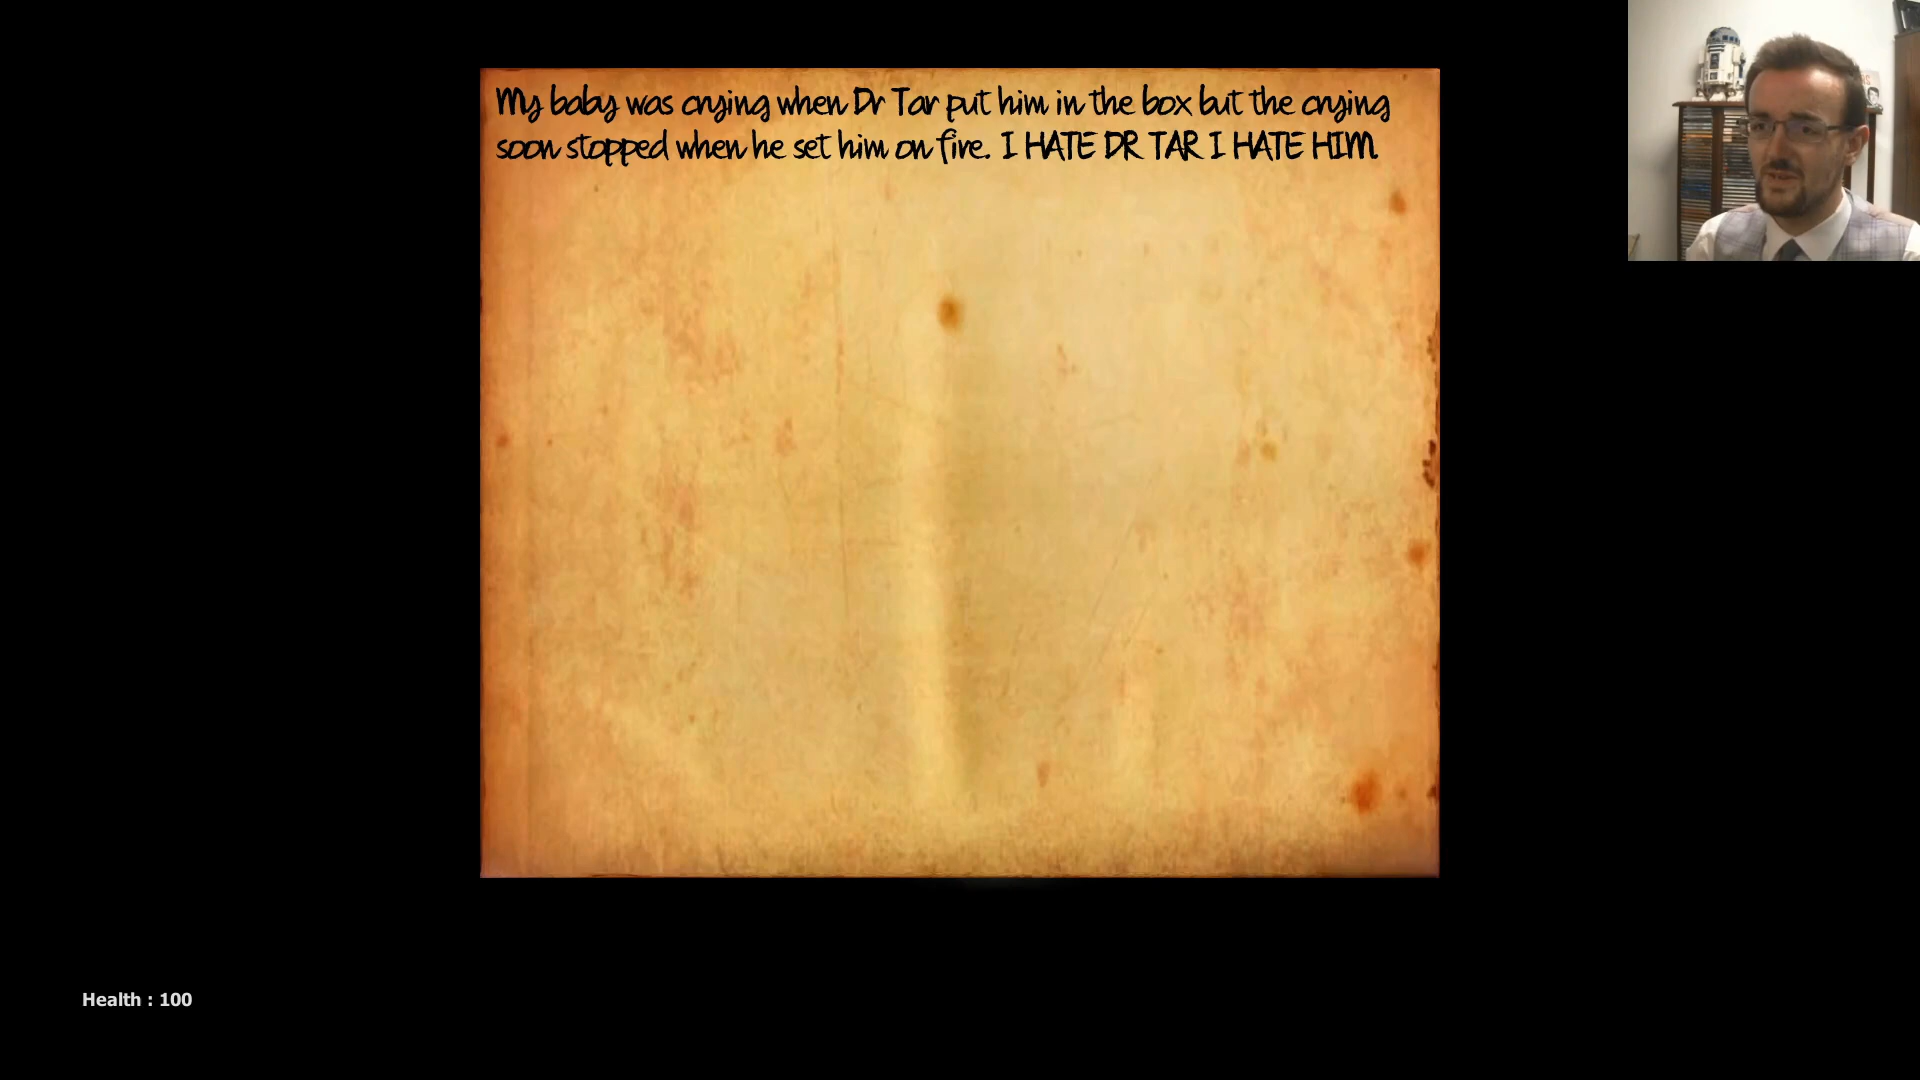 My baby was crying when Dr Tar put him in the box but the crying
soon stopped when he set him on fire. I HATE DR TAR I HATE HIM
Health : 100